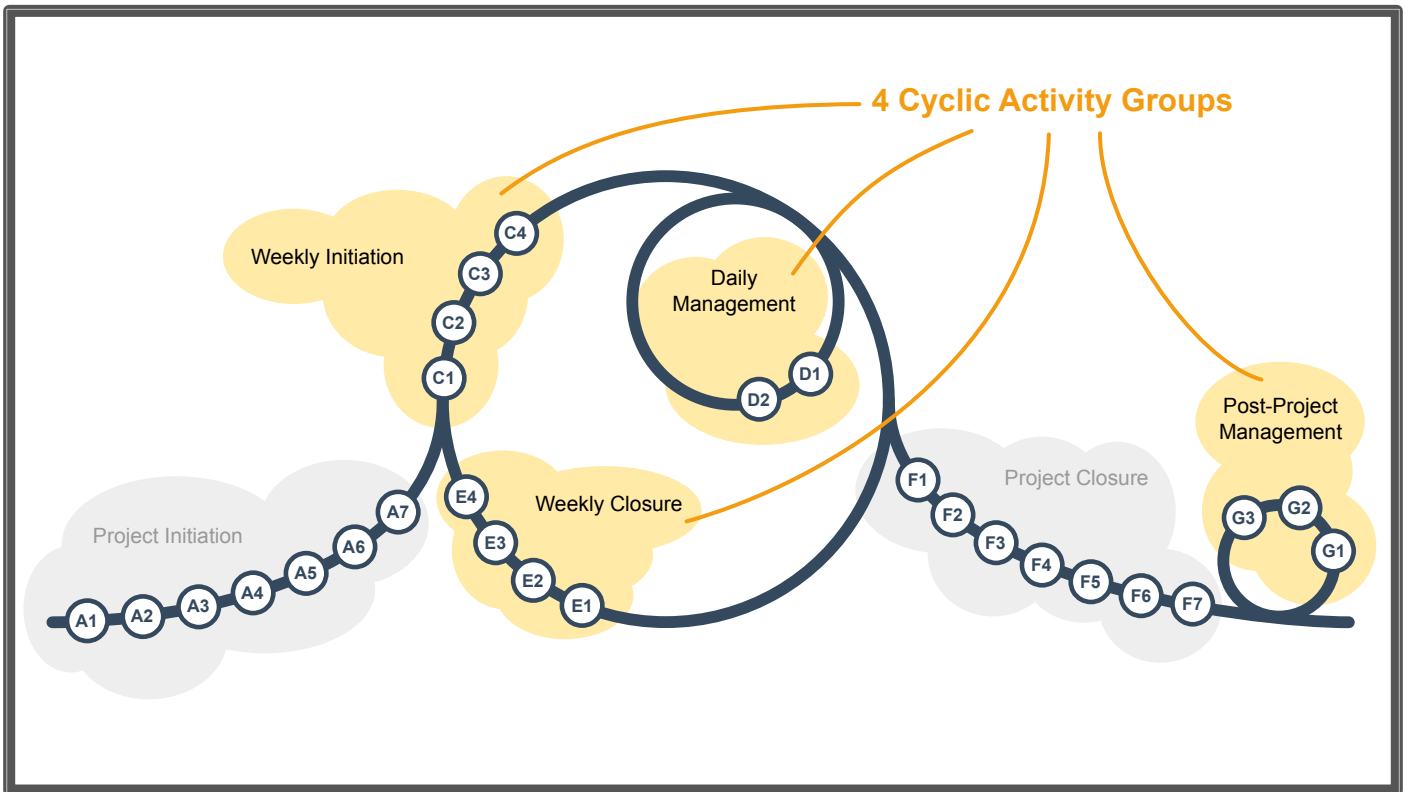 4 Cyclic Activity Groups
Weekly Initiation
C4
C3
C2
C1
Daily
Management
D1
D2
Post-Project
Management
G3
G2
G1
Weekly Closure
E4
E3
E2
E1
Project Closure
F1
F2
F3
F4
F5
F6
F7
Project Initiation
A1
A2
A3
A4
A5
A6
A7